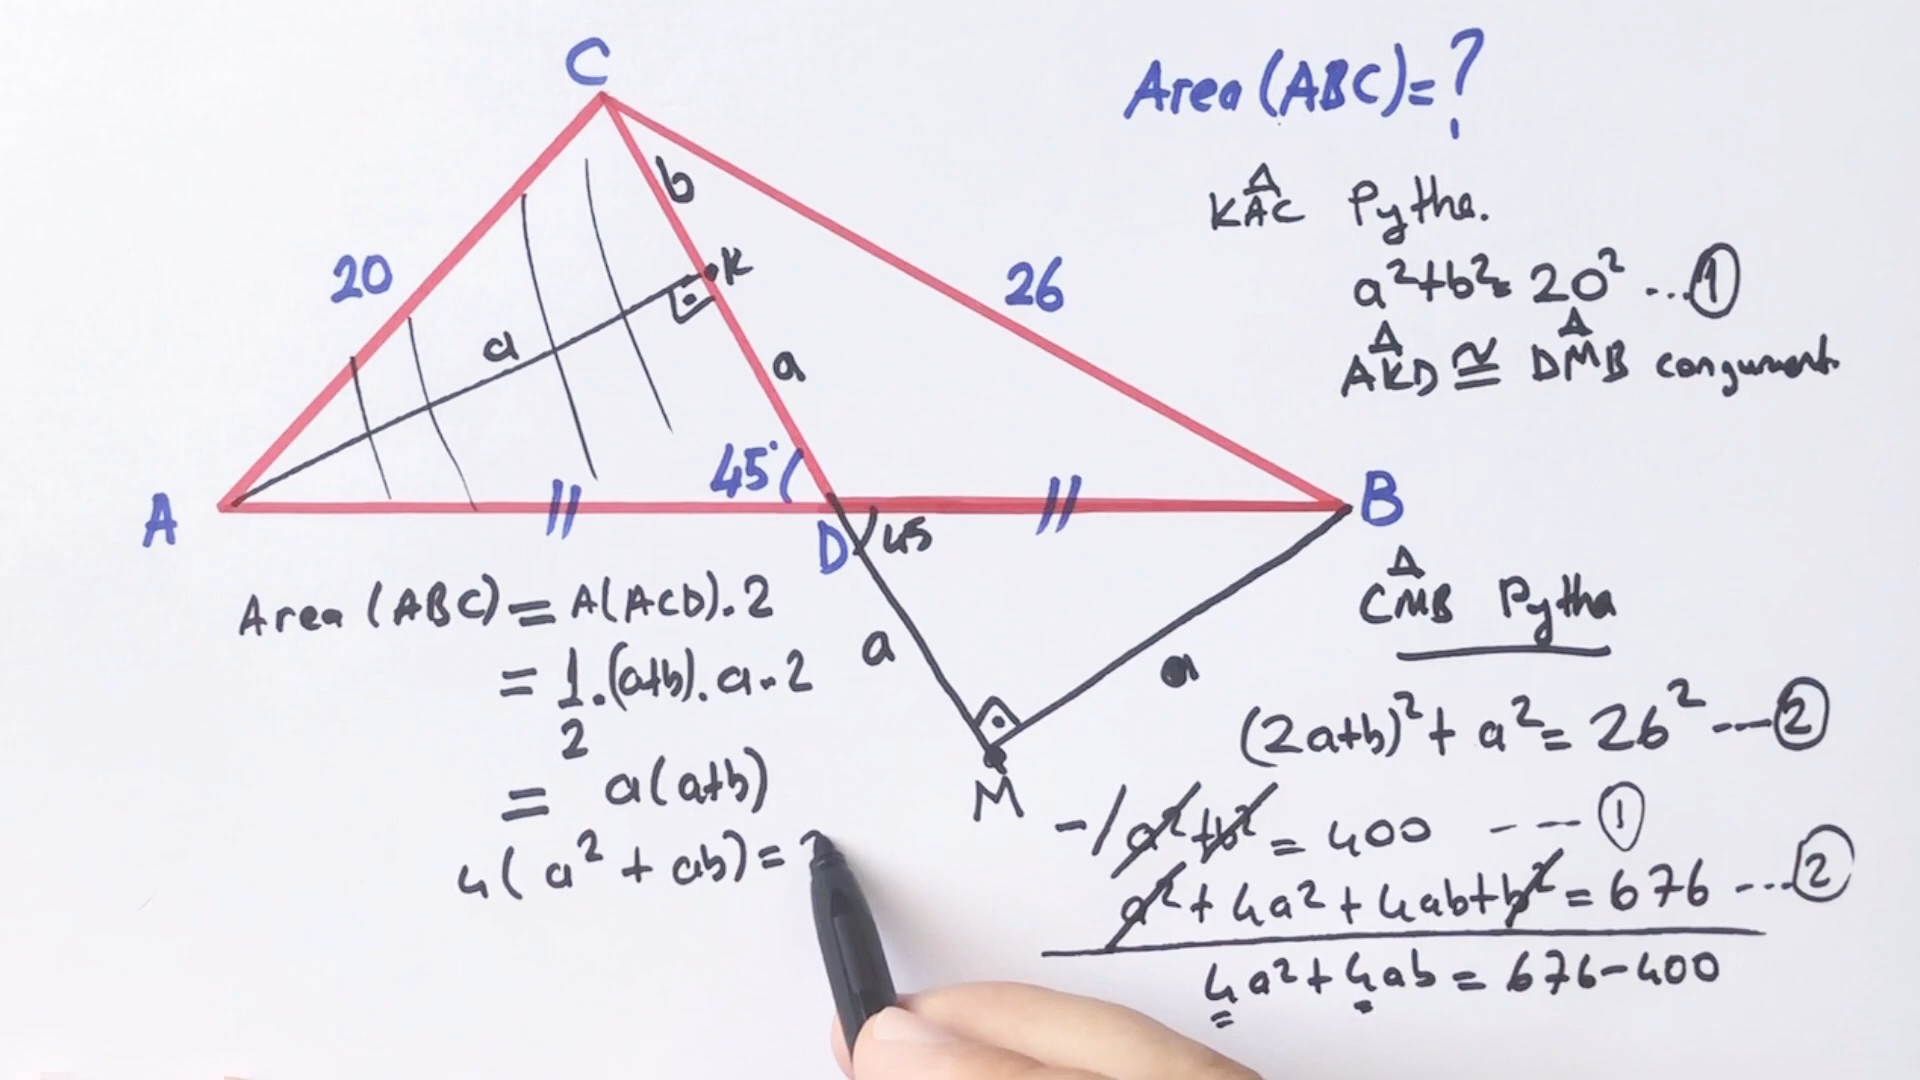 C
Area (ABC)=?
b
KAC Pytha.
K
20
26
a²+b²=20² ...①
a
a
AKD ≅ DMB congurment.
45°
A
B
D
45
CMB Pytha
Area (ABC) = A(ACD).2
a
a
= 1/2.(a+b).a.2
(2a+b)²+a²=26² ---②
= a(a+b)
M
-/a²+b²=400 ---①
4(a²+ab)=2
a²+4a²+4ab+b²=676 ...②
4a²+4ab=676-400